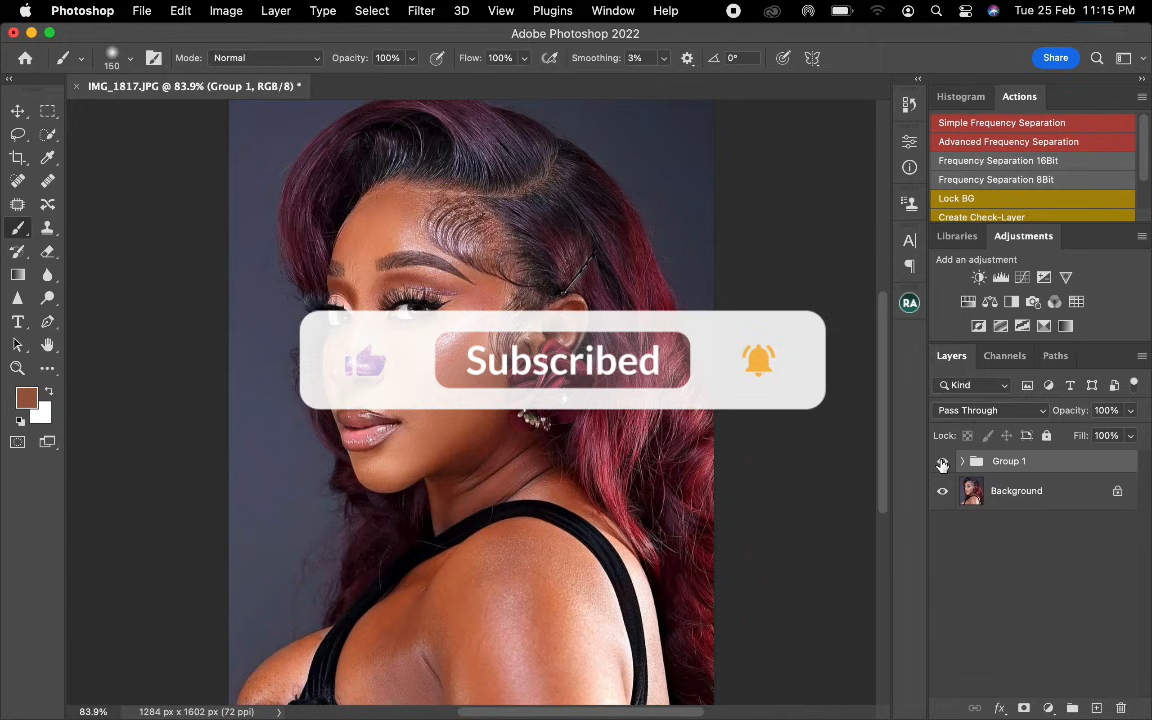 Photoshop File Edit Image Layer Type Select Filter 3D View Plugins Window Help Tue 25 Feb 11:15 PM
Adobe Photoshop 2022
150 Mode: Normal Opacity: 100% Flow: 100% Smoothing: 3% 0° Share
× IMG_1817.JPG @ 83.9% (Group 1, RGB/8) *
Histogram Actions
Simple Frequency Separation
Advanced Frequency Separation
Frequency Separation 16Bit
Frequency Separation 8Bit
Lock BG
Create Check-Layer
Libraries Adjustments
Add an adjustment
RA
Subscribed
Layers Channels Paths
Kind
Pass Through Opacity: 100%
Lock: Fill: 100%
Group 1
Background
83.9% 1284 px x 1602 px (72 ppi)